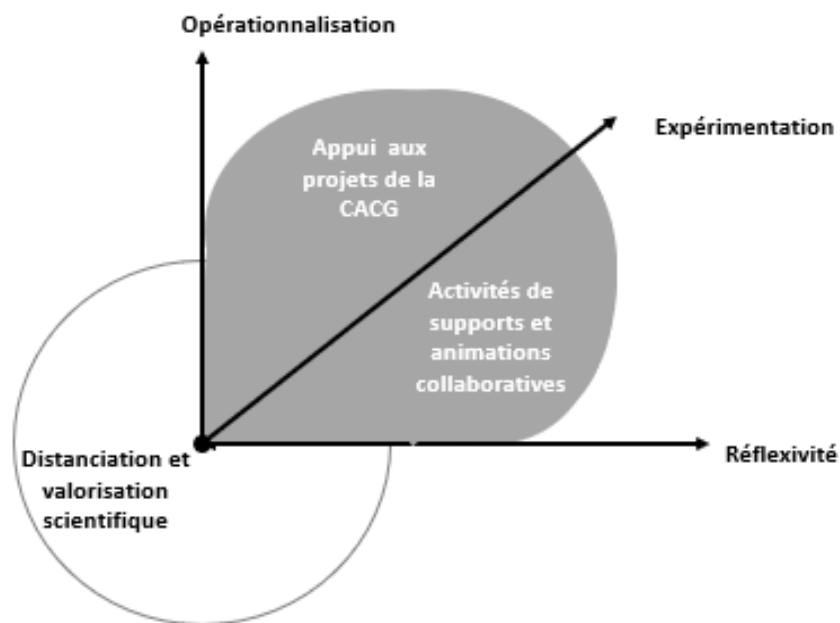 Opérationnalisation
Expérimentation
Appui aux
projets de la
CACG
Activités de
supports et
animations
collaboratives
Réflexivité
Distanciation et
valorisation
scientifique